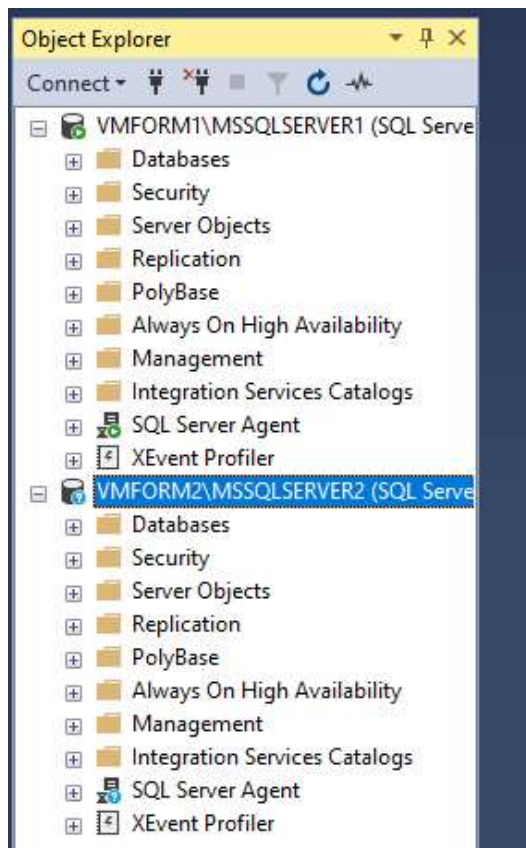 Object Explorer
Connect
VMFORM1\MSSQLSERVER1 (SQL Serve
Databases
Security
Server Objects
Replication
PolyBase
Always On High Availability
Management
Integration Services Catalogs
SQL Server Agent
XEvent Profiler
VMFORM2\MSSQLSERVER2 (SQL Serve
Databases
Security
Server Objects
Replication
PolyBase
Always On High Availability
Management
Integration Services Catalogs
SQL Server Agent
XEvent Profiler